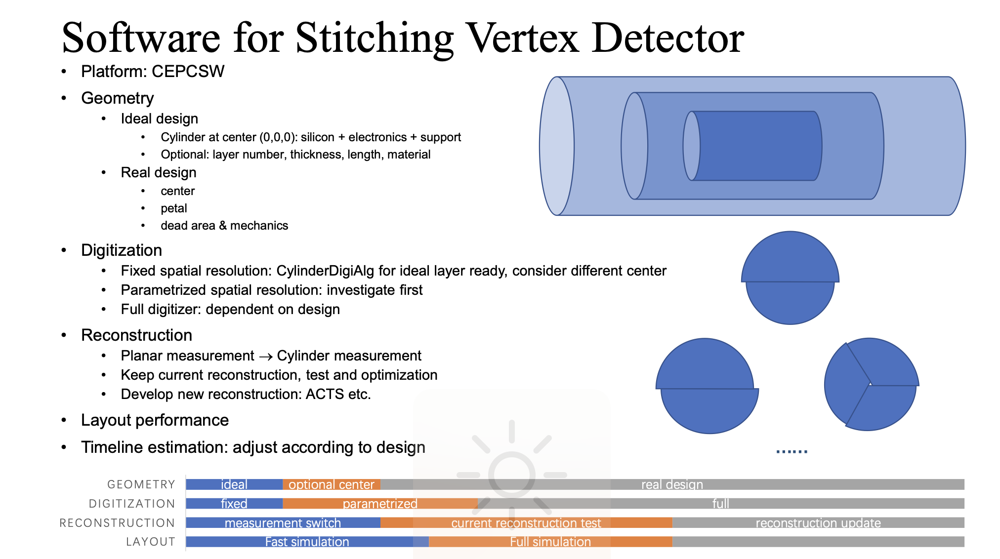 Software for Stitching Vertex Detector
• Platform: CEPCSW
• Geometry
• Ideal design
• Cylinder at center (0,0,0): silicon + electronics + support
• Optional: layer number, thickness, length, material
• Real design
• center
• petal
• dead area & mechanics
• Digitization
• Fixed spatial resolution: CylinderDigiAlg for ideal layer ready, consider different center
• Parametrized spatial resolution: investigate first
• Full digitizer: dependent on design
• Reconstruction
• Planar measurement → Cylinder measurement
• Keep current reconstruction, test and optimization
• Develop new reconstruction: ACTS etc.
• Layout performance
• Timeline estimation: adjust according to design
……
GEOMETRY ideal optional center real design
DIGITIZATION fixed parametrized full
RECONSTRUCTION measurement switch current reconstruction test reconstruction update
LAYOUT Fast simulation Full simulation